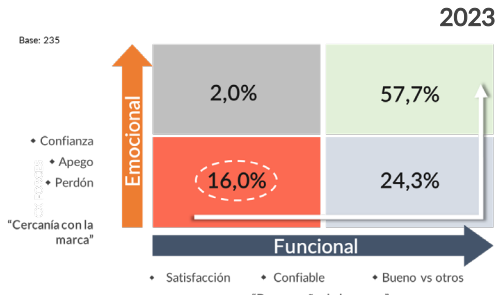 2023
Base: 235
2,0%
57,7%
Emocional
Confianza
Apego
Perdón
16,0%
24,3%
"Cercanía con la
marca"
Funcional
Satisfacción Confiable Bueno vs otros